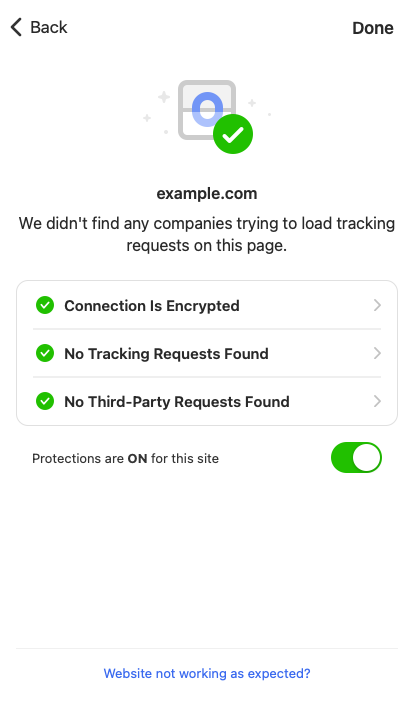 Back
Done
0
example.com
We didn't find any companies trying to load tracking
requests on this page.
Connection Is Encrypted
No Tracking Requests Found
No Third-Party Requests Found
Protections are ON for this site
Website not working as expected?